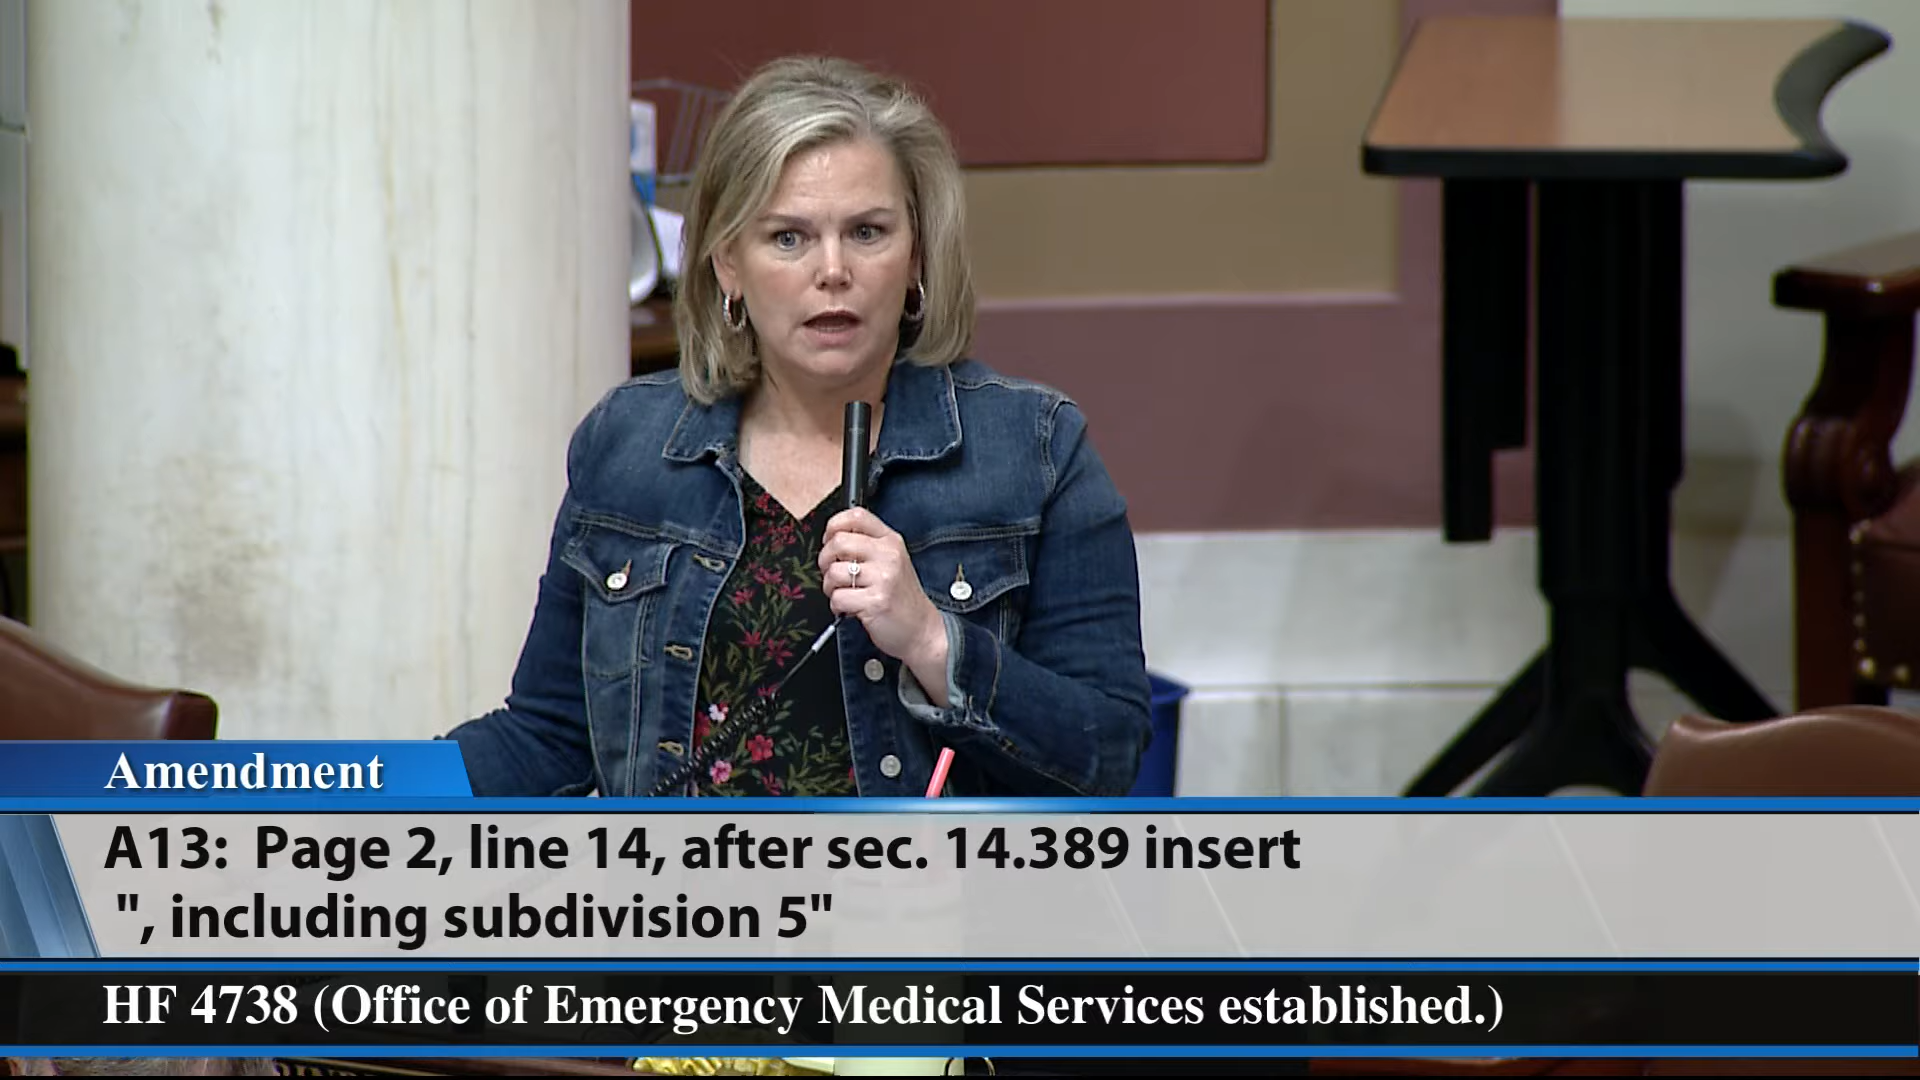 Amendment
A13: Page 2, line 14, after sec. 14.389 insert
", including subdivision 5"
HF 4738 (Office of Emergency Medical Services established.)